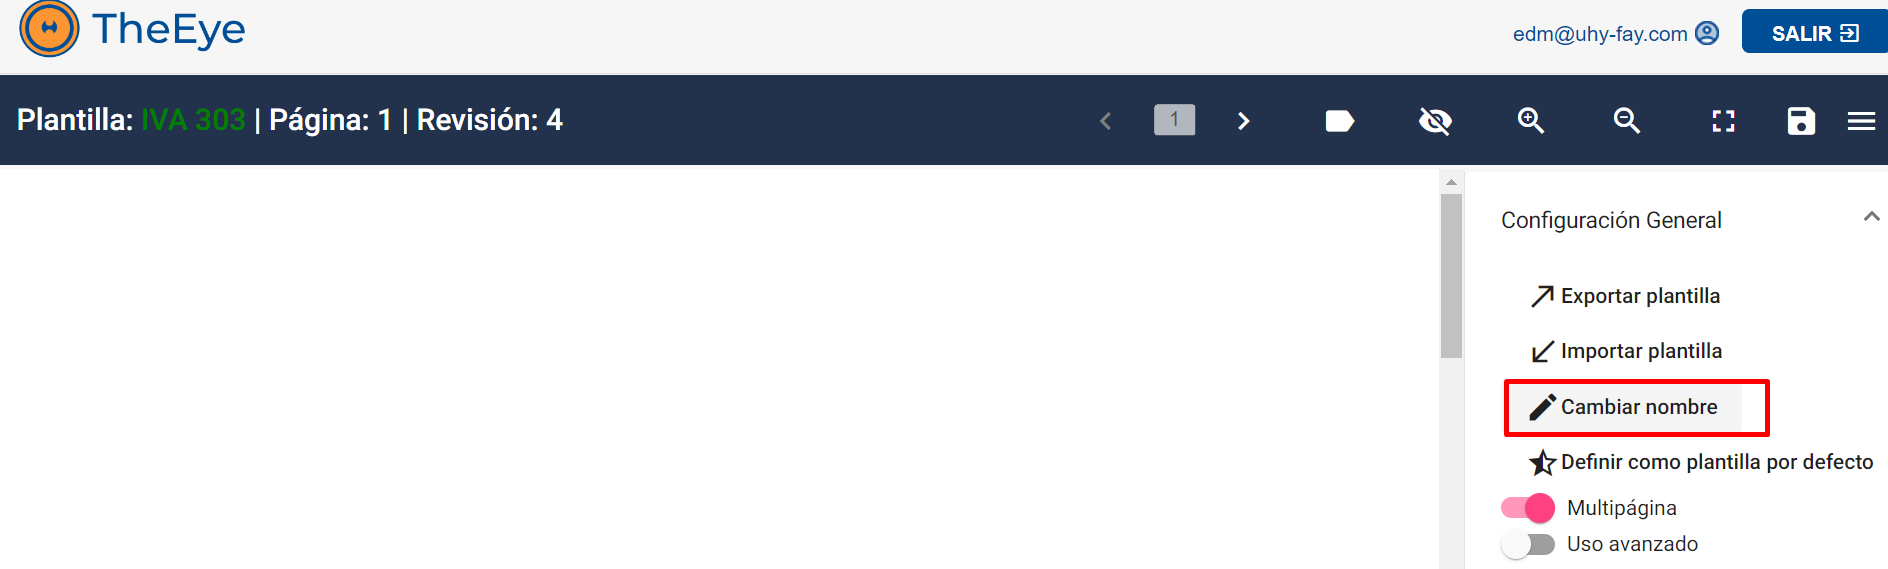 TheEye
edm@uhy-fay.com
SALIR
Plantilla: IVA 303 | Página: 1 | Revisión: 4
1
Configuración General
Exportar plantilla
Importar plantilla
Cambiar nombre
Definir como plantilla por defecto
Multipágina
Uso avanzado